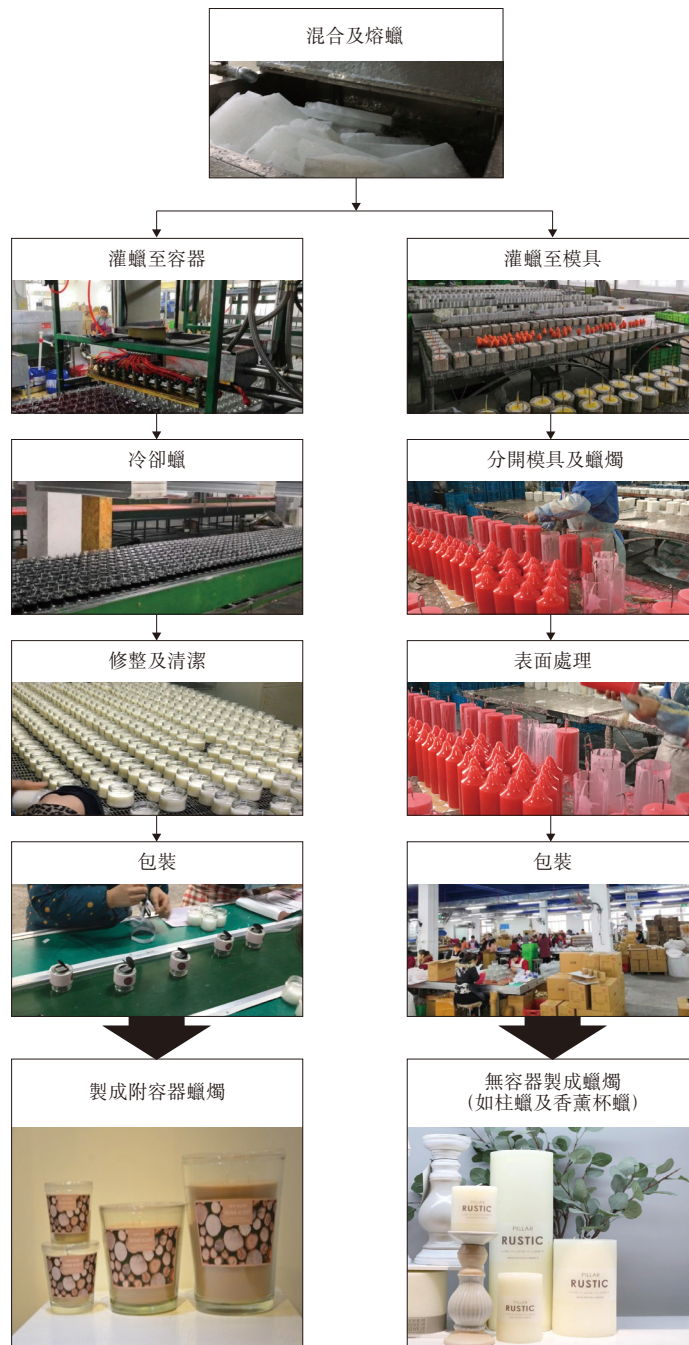 混合及熔蠟
灌蠟至容器
灌蠟至模具
冷卻蠟
分開模具及蠟燭
修整及清潔
表面處理
包裝
包裝
製成附容器蠟燭
無容器製成蠟燭
(如柱蠟及香薰杯蠟)
PILLAR
RUSTIC
PILLAR
RUSTIC
PILLAR
RUSTIC
RUSTIC